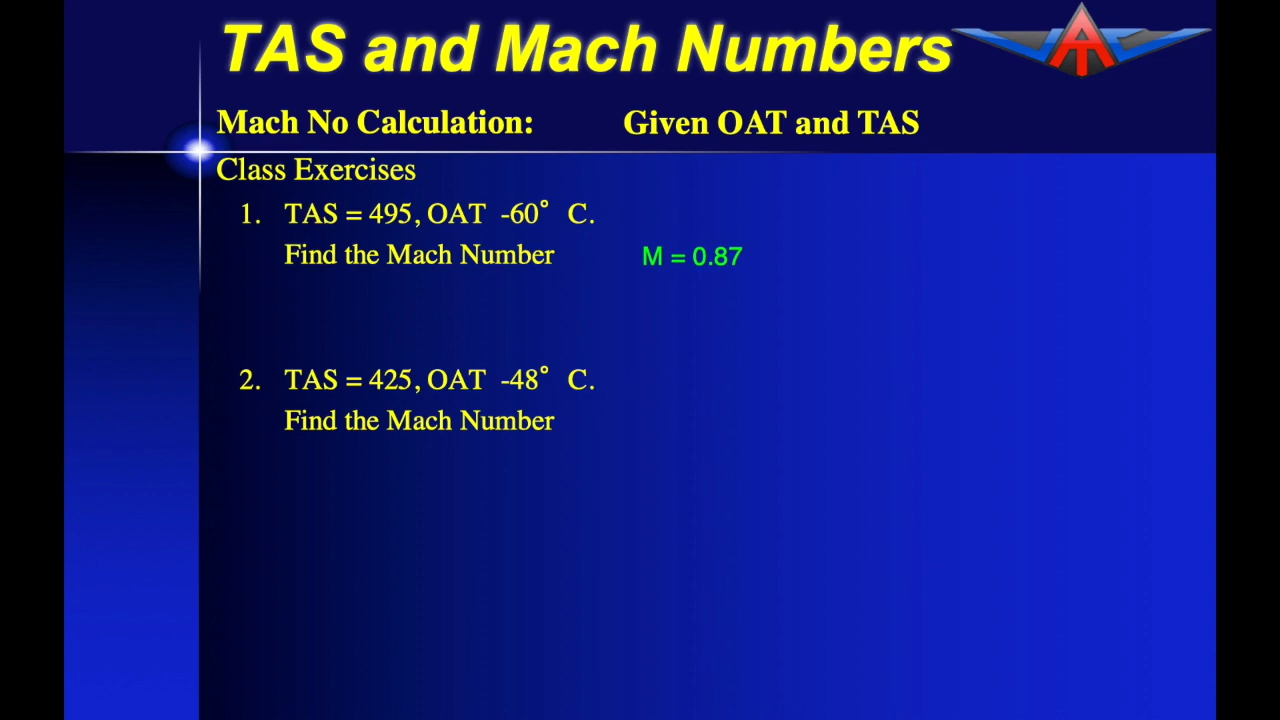 TAS and Mach Numbers
Mach No Calculation: Given OAT and TAS
Class Exercises
1. TAS = 495, OAT -60° C.
Find the Mach Number M = 0.87
2. TAS = 425, OAT -48° C.
Find the Mach Number